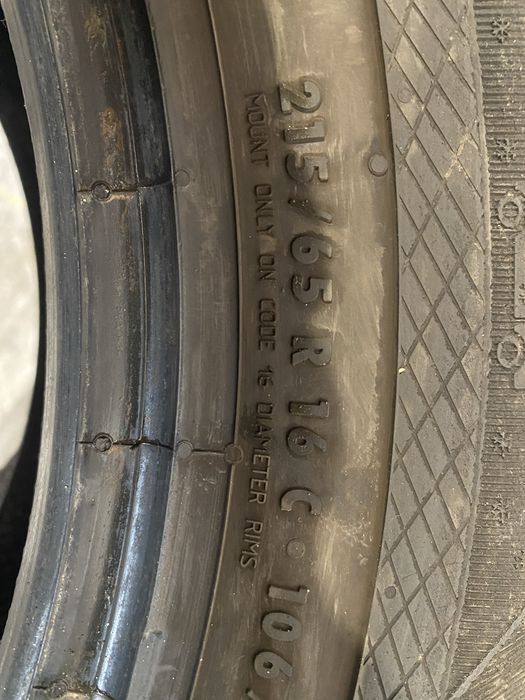 215/65 R 16 C · 106/
MOUNT ONLY ON CODE 16 DIAMETER RIMS